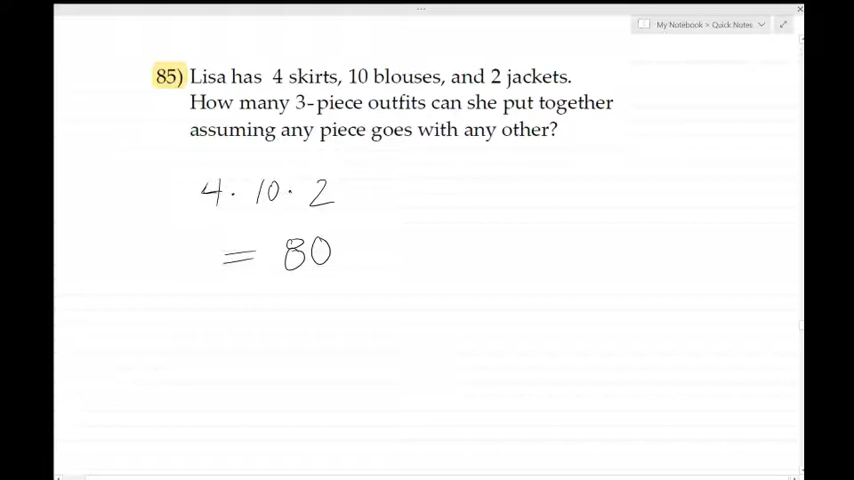 My Notebook > Quick Notes
85) Lisa has 4 skirts, 10 blouses, and 2 jackets.
How many 3-piece outfits can she put together
assuming any piece goes with any other?
4 · 10 · 2
= 80